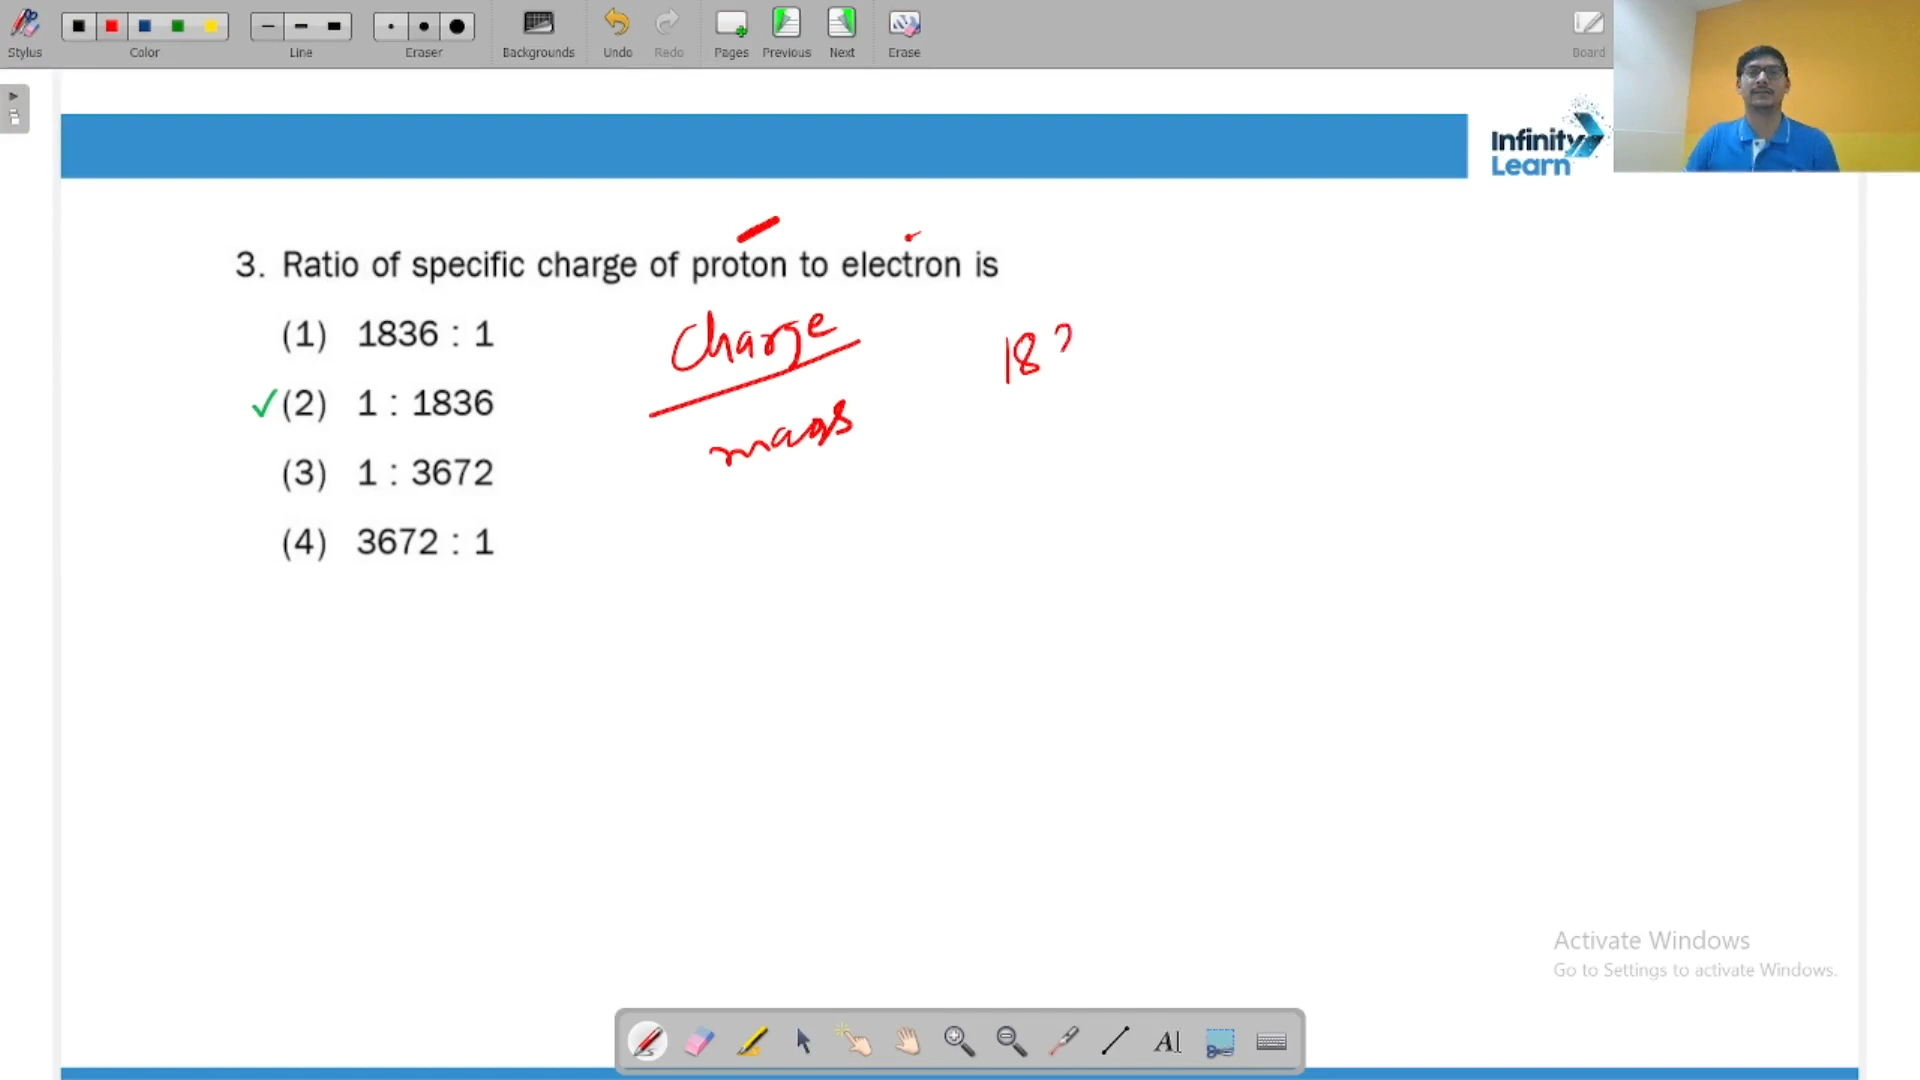 Stylus
Color
Line
Eraser
Backgrounds
Undo
Redo
Pages
Previous
Next
Erase
Board
Infinity
Learn
3. Ratio of specific charge of proton to electron is
(1) 1836 : 1
✓(2) 1 : 1836
(3) 1 : 3672
(4) 3672 : 1
Charge
mass
18
Activate Windows
Go to Settings to activate Windows.
AI